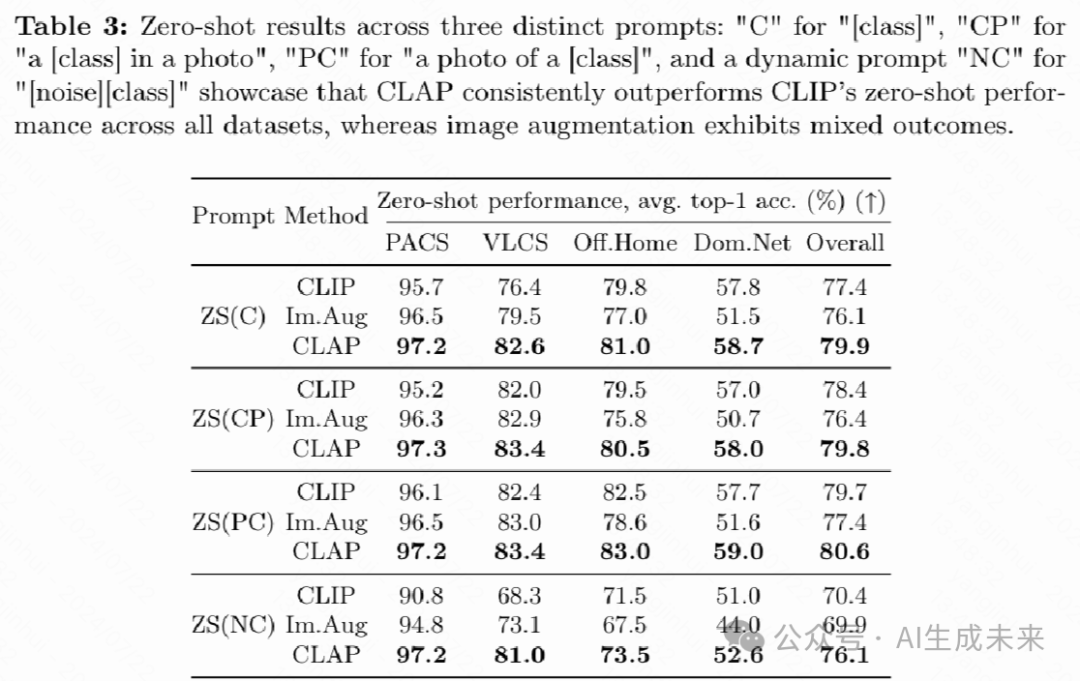 Table 3: Zero-shot results across three distinct prompts: "C" for "[class]", "CP" for
"a [class] in a photo", "PC" for "a photo of a [class]", and a dynamic prompt "NC" for
"[noise][class]" showcase that CLAP consistently outperforms CLIP's zero-shot perfor-
mance across all datasets, whereas image augmentation exhibits mixed outcomes.
Prompt Method Zero-shot performance, avg. top-1 acc. (%) (↑)
PACS VLCS Off.Home Dom.Net Overall
CLIP 95.7 76.4 79.8 57.8 77.4
ZS(C) Im.Aug 96.5 79.5 77.0 51.5 76.1
CLAP 97.2 82.6 81.0 58.7 79.9
CLIP 95.2 82.0 79.5 57.0 78.4
ZS(CP) Im.Aug 96.3 82.9 75.8 50.7 76.4
CLAP 97.3 83.4 80.5 58.0 79.8
CLIP 96.1 82.4 82.5 57.7 79.7
ZS(PC) Im.Aug 96.5 83.0 78.6 51.6 77.4
CLAP 97.2 83.4 83.0 59.0 80.6
CLIP 90.8 68.3 71.5 51.0 70.4
ZS(NC) Im.Aug 94.8 73.1 67.5 44.0 69.9
CLAP 97.2 81.0 73.5 52.6 76.1
公众号 · AI生成未来